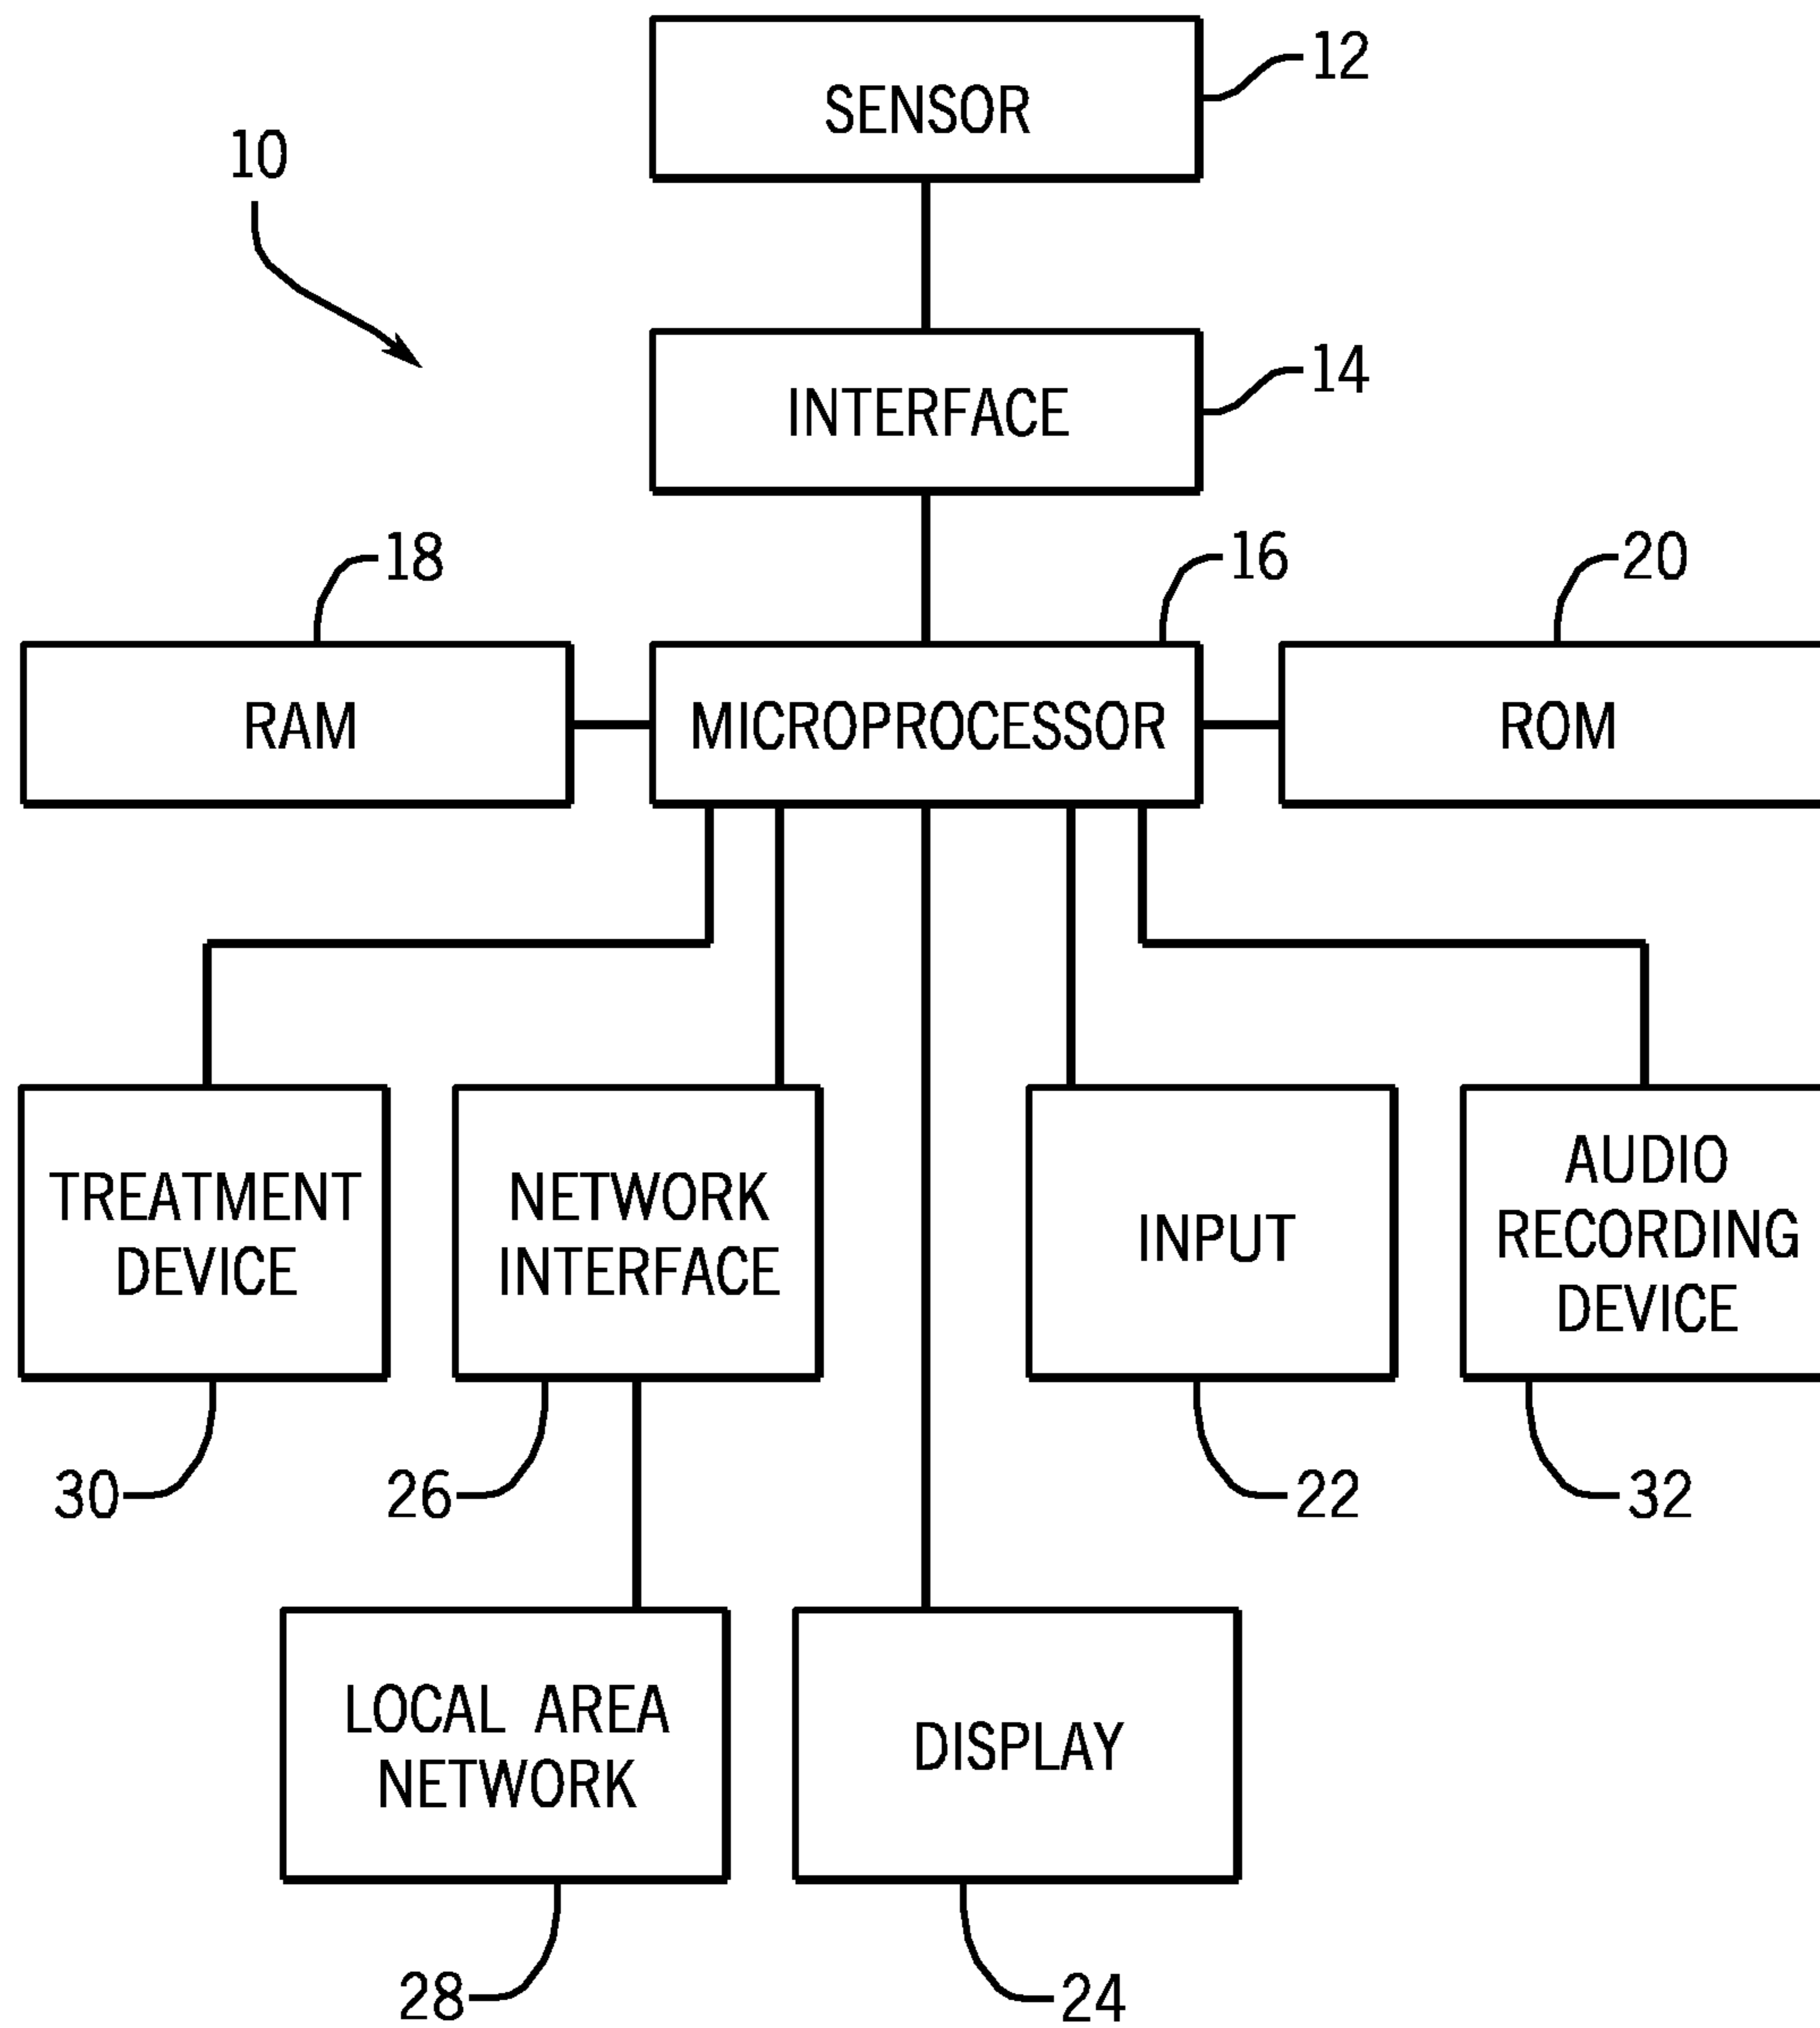 SENSOR
12
10
INTERFACE
14
18
16
20
RAM
MICROPROCESSOR
ROM
TREATMENT
DEVICE
NETWORK
INTERFACE
INPUT
AUDIO
RECORDING
DEVICE
30
26
22
32
LOCAL AREA
NETWORK
DISPLAY
28
24